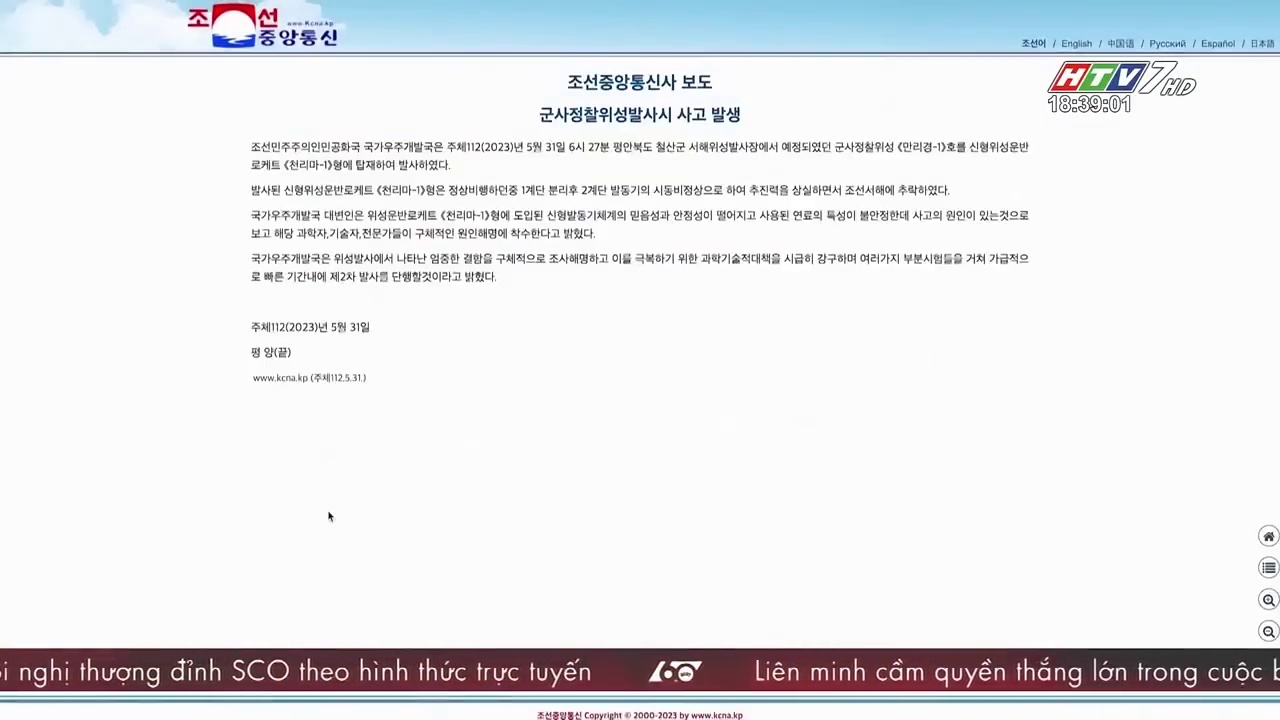 조 선
www.Kcna.kp
중앙통신
조선어 / English / 中国语 / Русский / Español / 日本語
HTV7HD
18:39:01
조선중앙통신사 보도
군사정찰위성발사시 사고 발생
조선민주주의인민공화국 국가우주개발국은 주체112(2023)년 5월 31일 6시 27분 평안북도 철산군 서해위성발사장에서 예정되였던 군사정찰위성 《만리경-1》호를 신형위성운반
로케트 《천리마-1》형에 탑재하여 발사하였다.
발사된 신형위성운반로케트 《천리마-1》형은 정상비행하던중 1계단 분리후 2계단 발동기의 시동비정상으로 하여 추진력을 상실하면서 조선서해에 추락하였다.
국가우주개발국 대변인은 위성운반로케트 《천리마-1》형에 도입된 신형발동기체계의 믿음성과 안정성이 떨어지고 사용된 연료의 특성이 불안정한데 사고의 원인이 있는것으로
보고 해당 과학자,기술자,전문가들이 구체적인 원인해명에 착수한다고 밝혔다.
국가우주개발국은 위성발사에서 나타난 엄중한 결함을 구체적으로 조사해명하고 이를 극복하기 위한 과학기술적대책을 시급히 강구하며 여러가지 부분시험들을 거쳐 가급적으
로 빠른 기간내에 제2차 발사를 단행할것이라고 밝혔다.
주체112(2023)년 5월 31일
평 양(끝)
www.kcna.kp (주체112.5.31.)
i nghị thượng đỉnh SCO theo hình thức trực tuyến 60 giây Liên minh cầm quyền thắng lớn trong cuộc b
조선중앙통신 Copyright © 2000-2023 by www.kcna.kp